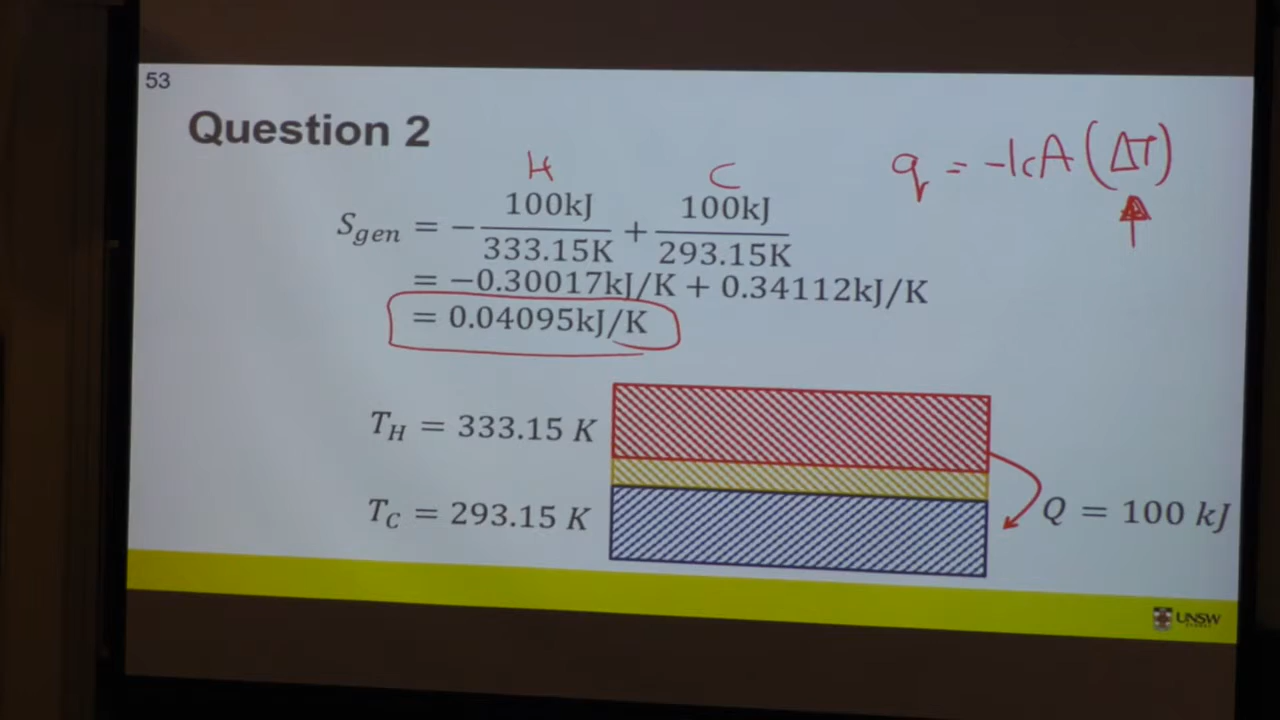 53
Question 2
H C
S_gen = − 100kJ/333.15K + 100kJ/293.15K
= −0.30017kJ/K + 0.34112kJ/K
= 0.04095kJ/K
q = -kA(ΔT)
T_H = 333.15 K
T_C = 293.15 K
Q = 100 kJ
UNSW